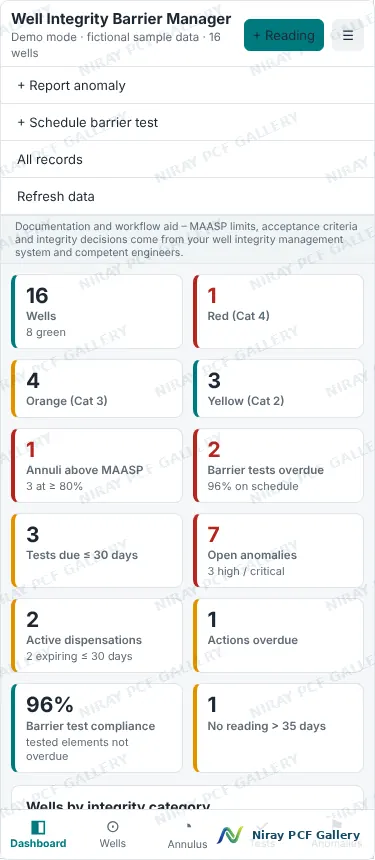 Well Integrity Barrier Manager
Demo mode · fictional sample data · 16
wells
+ Reading
☰
+ Report anomaly
+ Schedule barrier test
All records
Refresh data
Documentation and workflow aid – MAASP limits, acceptance criteria
and integrity decisions come from your well integrity management
system and competent engineers.
16
Wells
8 green
1
Red (Cat 4)
4
Orange (Cat 3)
3
Yellow (Cat 2)
1
Annuli above MAASP
3 at ≥ 80%
2
Barrier tests overdue
96% on schedule
3
Tests due ≤ 30 days
7
Open anomalies
3 high / critical
2
Active dispensations
2 expiring ≤ 30 days
1
Actions overdue
96%
Barrier test compliance
tested elements not
overdue
1
No reading > 35 days
Wells by integrity category
Dashboard
Wells
Annulus
Tests
Anomalies
Niray PCF Gallery
NIRAY PCF GALLERY